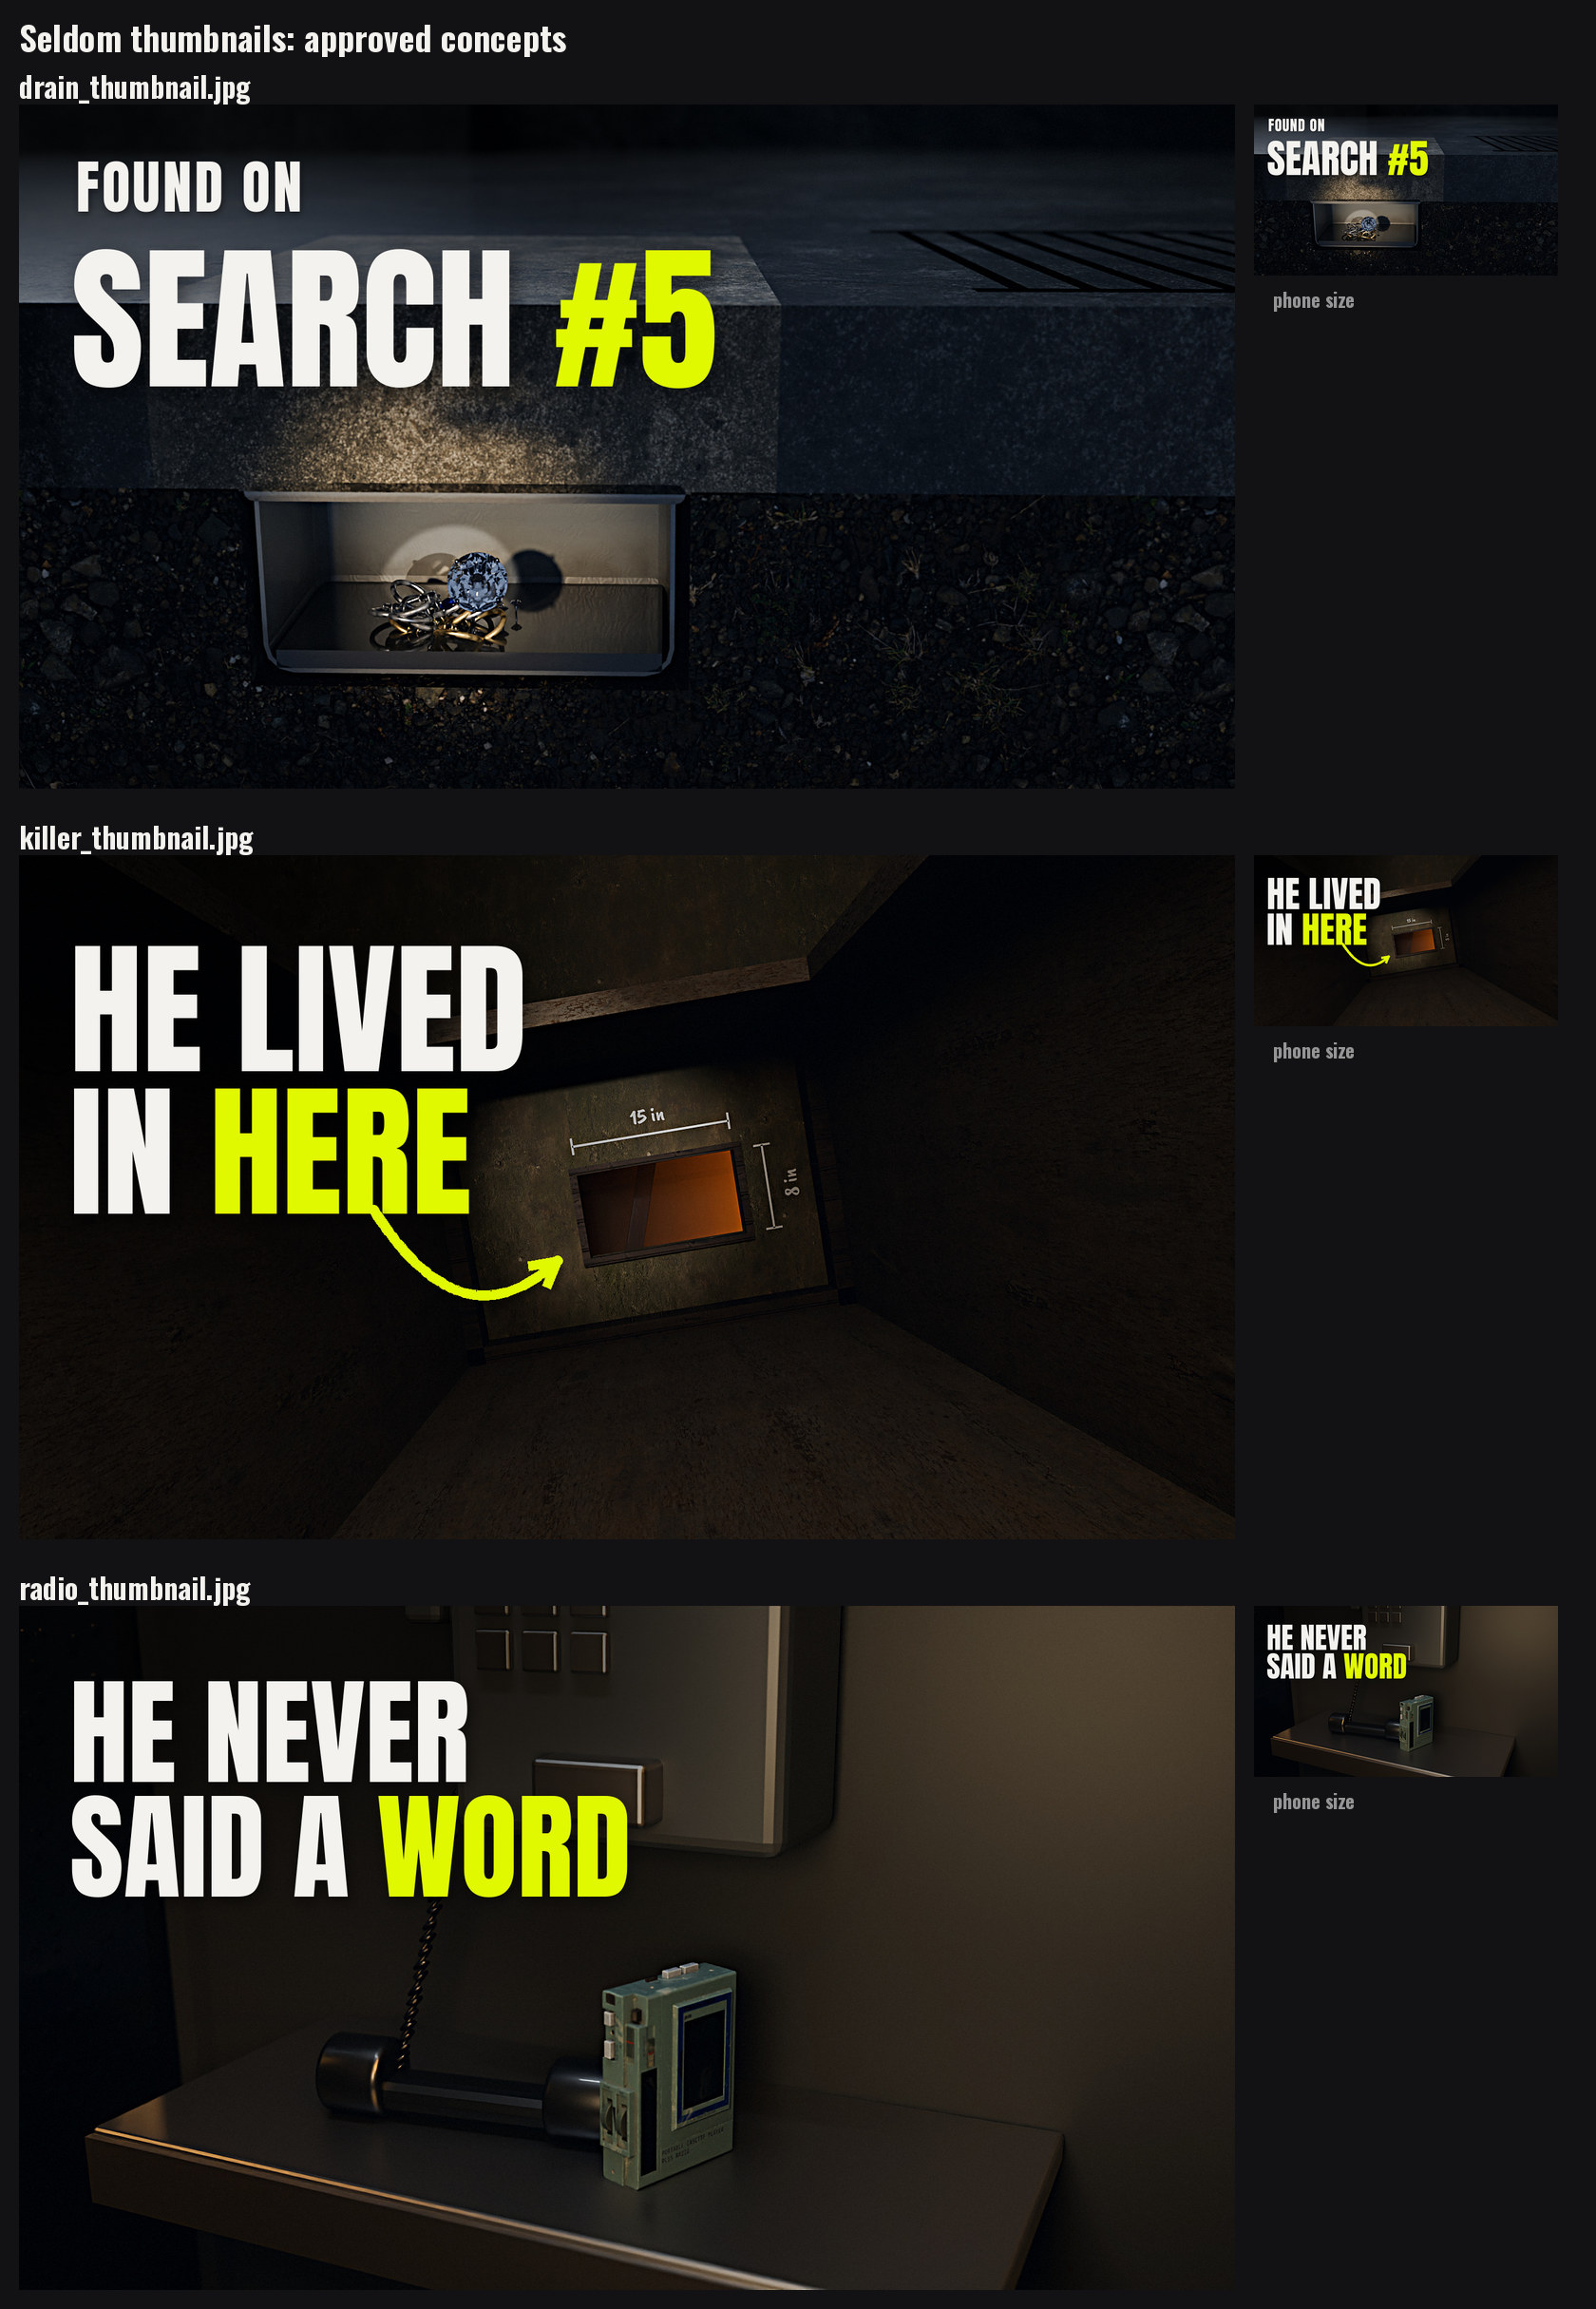 Seldom thumbnails: approved concepts
drain_thumbnail.jpg
FOUND ON
SEARCH #5
FOUND ON
SEARCH #5
phone size
killer_thumbnail.jpg
HE LIVED
IN HERE
15 in
8 in
HE LIVED
IN HERE
15 in
phone size
radio_thumbnail.jpg
HE NEVER
SAID A WORD
HE NEVER
SAID A WORD
phone size